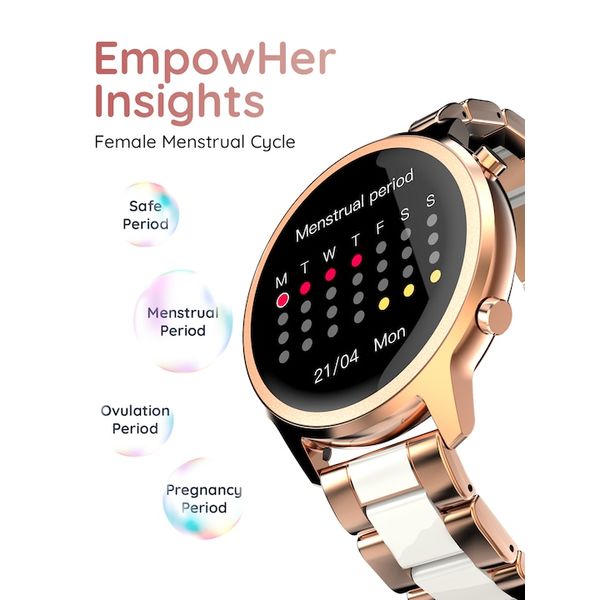 EmpowHer
Insights
Female Menstrual Cycle
Safe
Period
Menstrual
Period
Ovulation
Period
Pregnancy
Period
Menstrual period
M T W T F S S
21/04 Mon